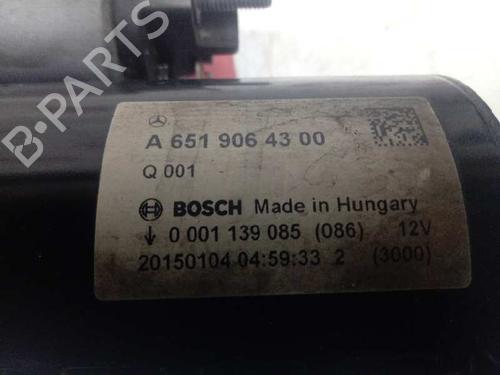 B-PARTS
A 651 906 43 00
Q 001
BOSCH Made in Hungary
0 001 139 085 (086) 12V
20150104 04:59:33 2 (3000)